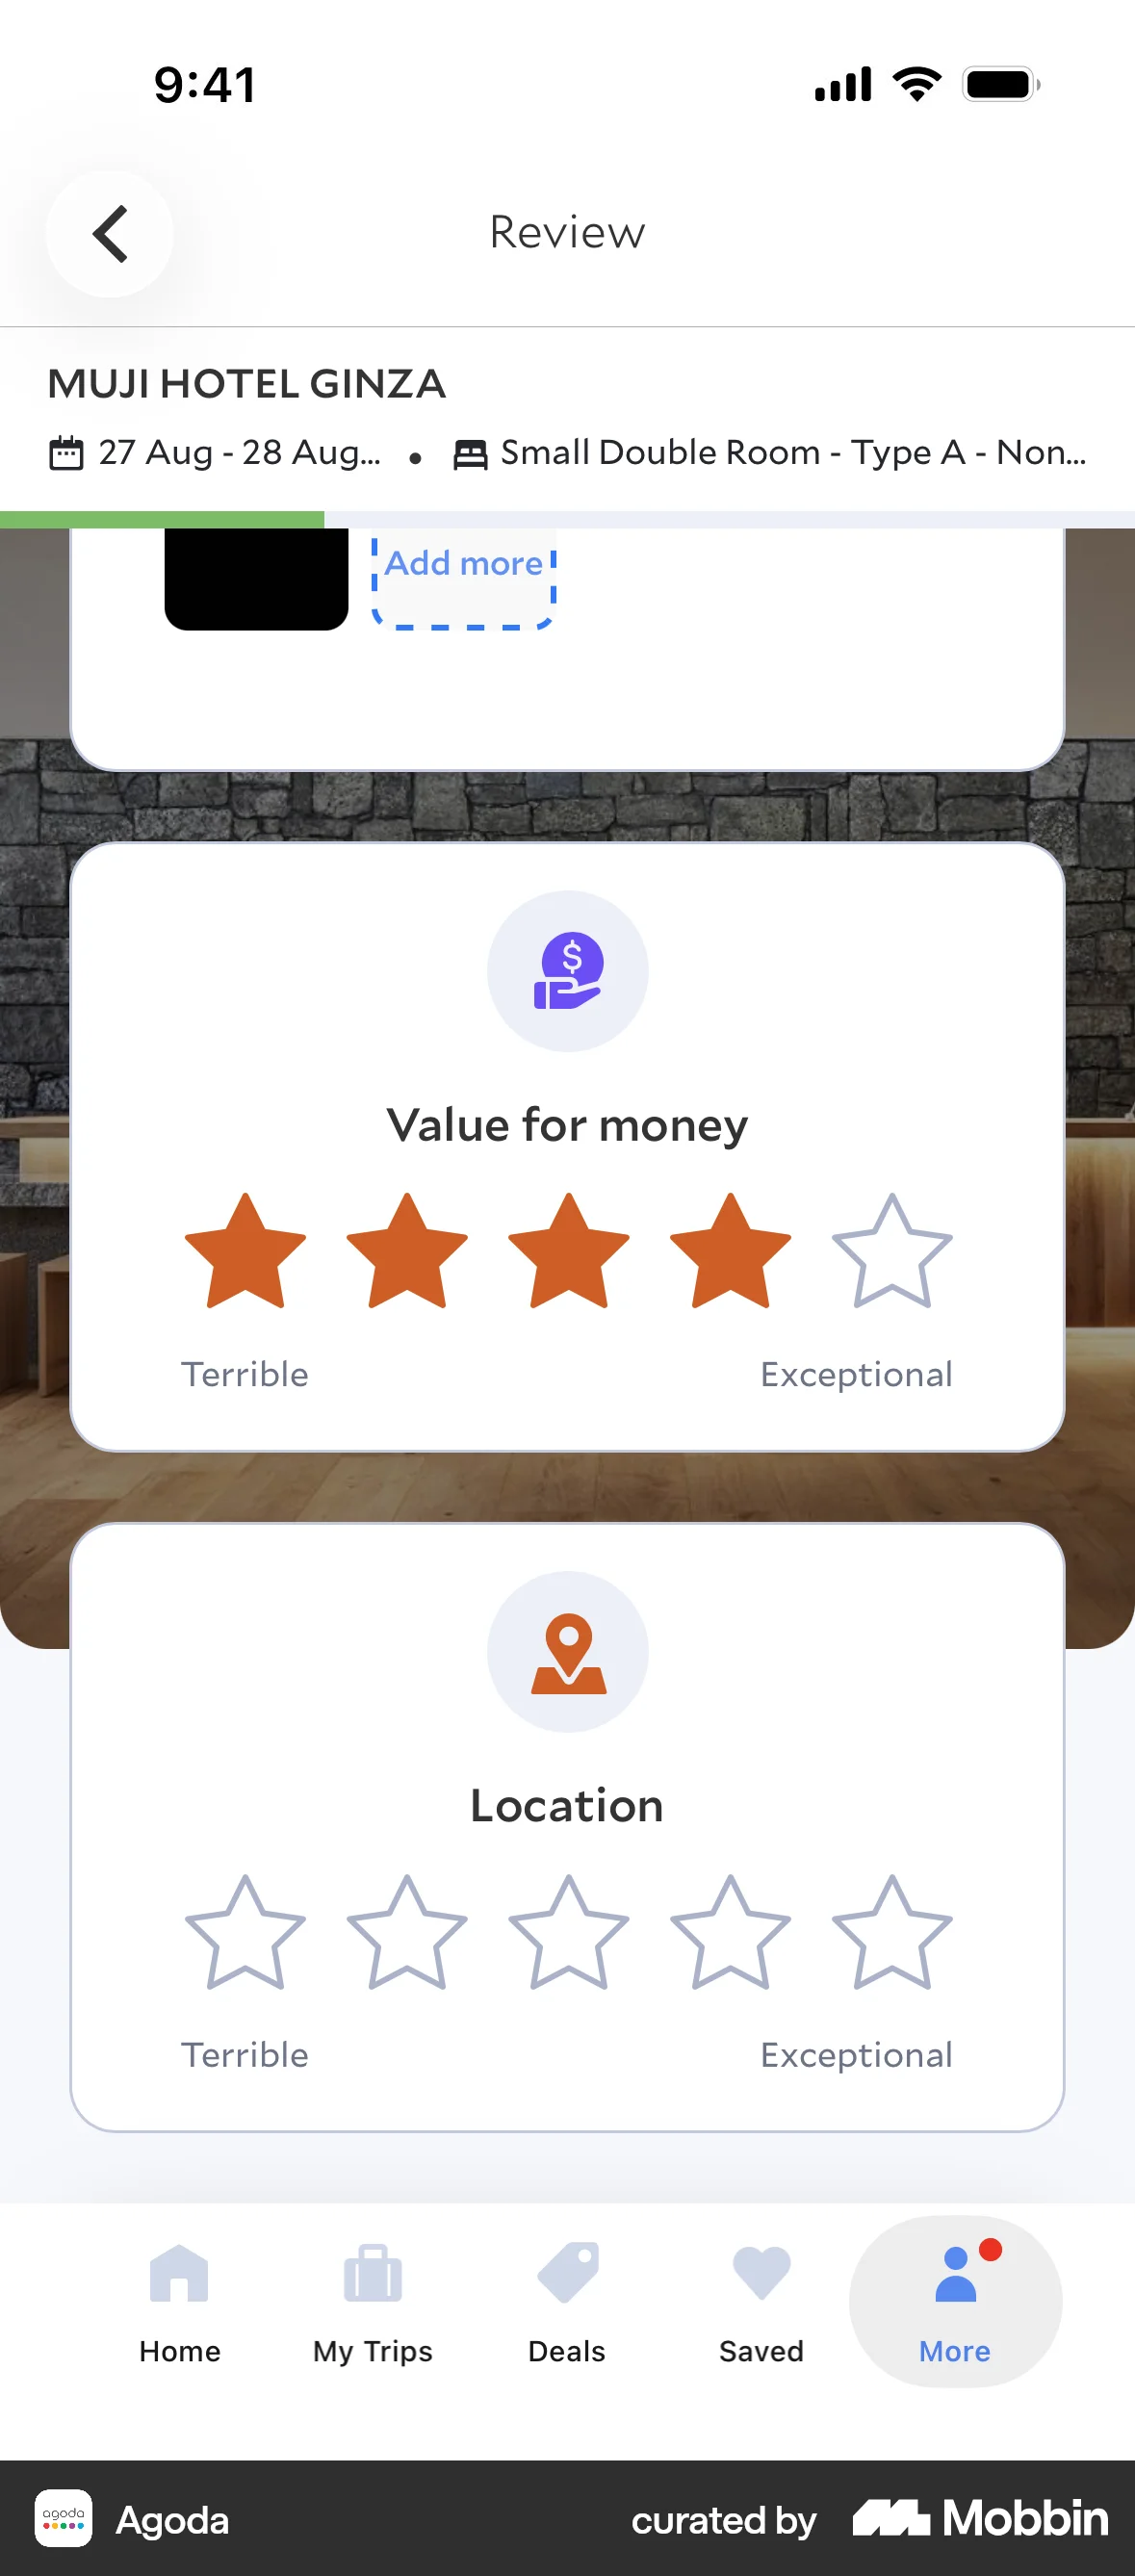 9:41
Review
MUJI HOTEL GINZA
27 Aug - 28 Aug... • Small Double Room - Type A - Non...
Add more
$
Value for money
Terrible Exceptional
Location
Terrible Exceptional
Home My Trips Deals Saved More
agoda Agoda curated by Mobbin